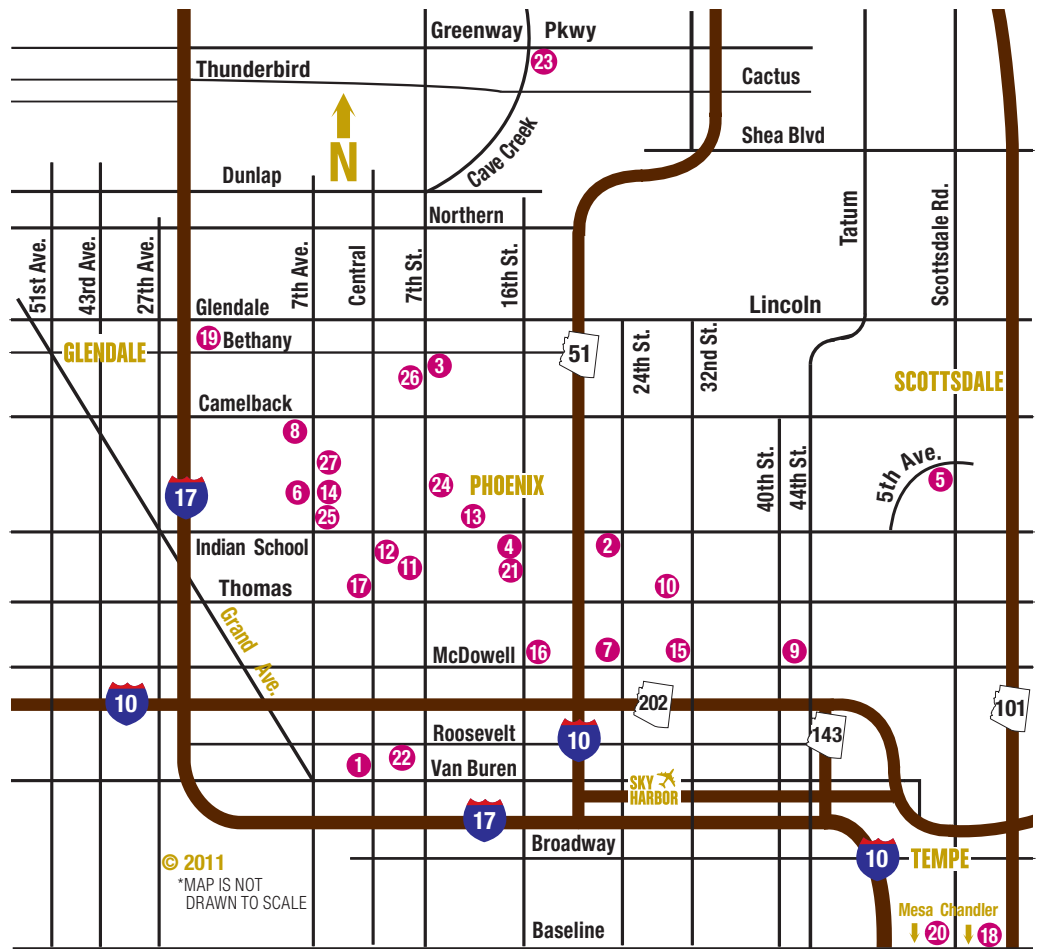 Greenway Pkwy
23
Thunderbird
Cactus
Shea Blvd
Cave Creek
N
Dunlap
Northern
51st Ave.
43rd Ave.
27th Ave.
7th Ave.
Central
7th St.
16th St.
Tatum
Scottsdale Rd.
Glendale
Lincoln
19
Bethany
GLENDALE
51
24th St.
32nd St.
3
26
SCOTTSDALE
Camelback
8
27
40th St.
44th St.
5th Ave.
5
17
6
14
24
PHOENIX
25
13
Indian School
12
4
2
11
21
Thomas
17
10
Grand Ave.
McDowell
16
7
15
9
10
202
101
Roosevelt
10
143
1
22
Van Buren
SKY
HARBOR
17
Broadway
10
TEMPE
© 2011
*MAP IS NOT
DRAWN TO SCALE
Mesa Chandler
20
18
Baseline